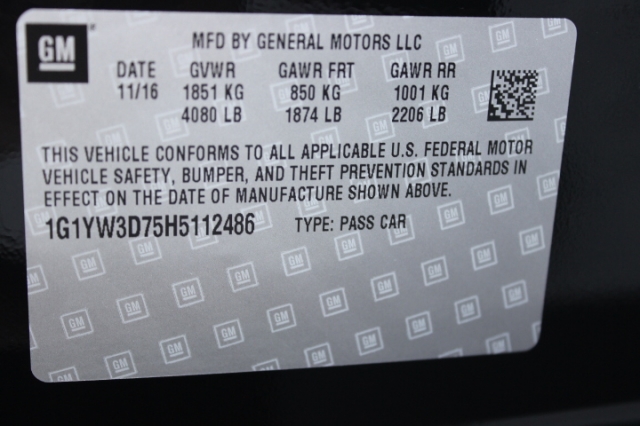 GM
MFD BY GENERAL MOTORS LLC
DATE GVWR GAWR FRT GAWR RR
11/16 1851 KG 850 KG 1001 KG
4080 LB 1874 LB 2206 LB
THIS VEHICLE CONFORMS TO ALL APPLICABLE U.S. FEDERAL MOTOR
VEHICLE SAFETY, BUMPER, AND THEFT PREVENTION STANDARDS IN
EFFECT ON THE DATE OF MANUFACTURE SHOWN ABOVE.
1G1YW3D75H5112486 TYPE: PASS CAR